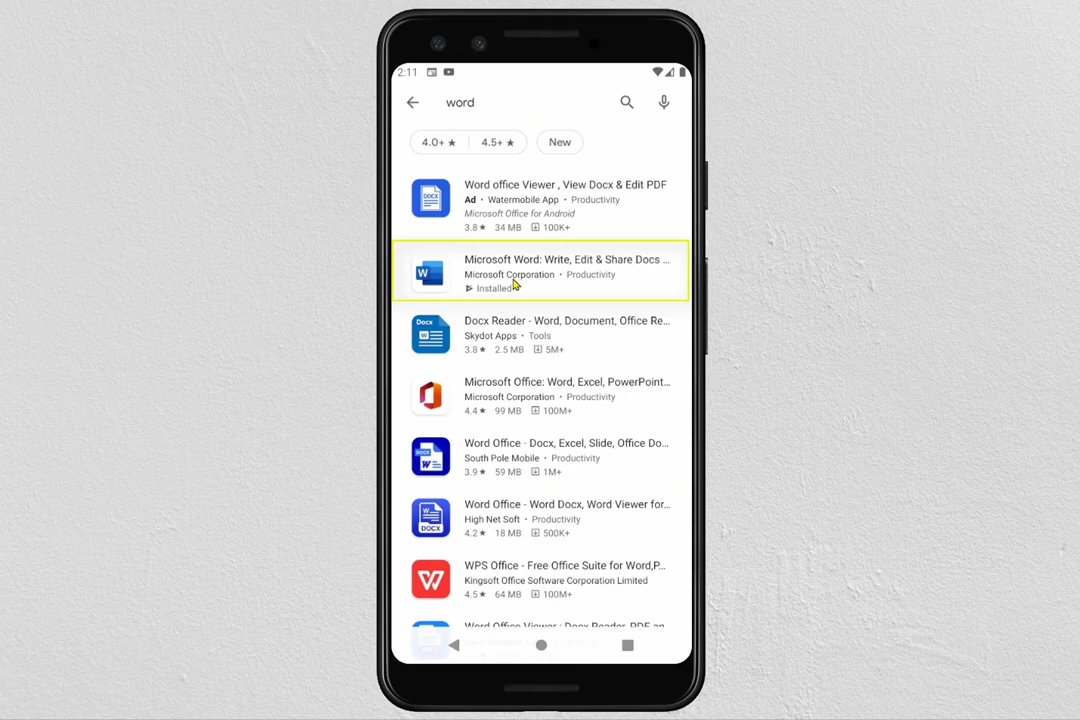 2:11
word
4.0+ ★ 4.5+ ★ New
Word office Viewer , View Docx & Edit PDF
Ad • Watermobile App • Productivity
Microsoft Office for Android
3.8 ★ 34 MB 100K+
Microsoft Word: Write, Edit & Share Docs ...
Microsoft Corporation • Productivity
Installed
Docx Reader - Word, Document, Office Re...
Skydot Apps • Tools
3.8 ★ 2.5 MB 5M+
Microsoft Office: Word, Excel, PowerPoint...
Microsoft Corporation • Productivity
4.4 ★ 99 MB 100M+
Word Office - Docx, Excel, Slide, Office Do...
South Pole Mobile • Productivity
3.9 ★ 59 MB 1M+
Word Office - Word Docx, Word Viewer for...
High Net Soft • Productivity
4.2 ★ 18 MB 500K+
WPS Office - Free Office Suite for Word,P...
Kingsoft Office Software Corporation Limited
4.5 ★ 64 MB 100M+
Word Office Viewer : Docx Reader, PDF an